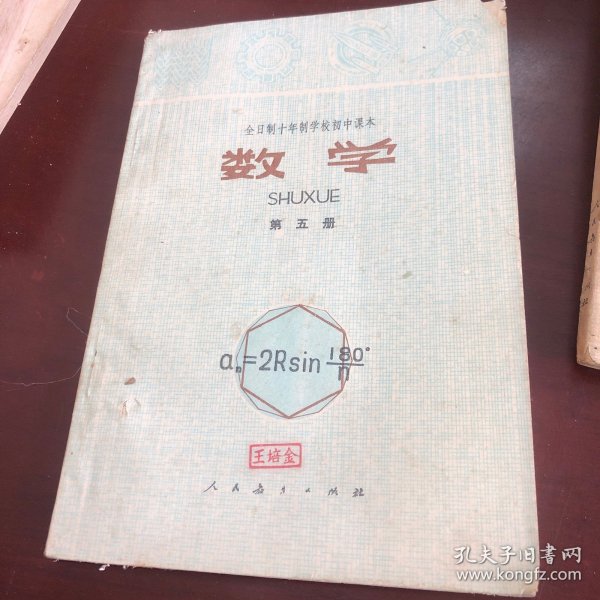 全日制十年制学校初中课本
数学
SHUXUE
第五册
aₙ=2Rsin 180°/n
王培金
人民教育出版社
孔夫子旧书网
www.kongfz.com